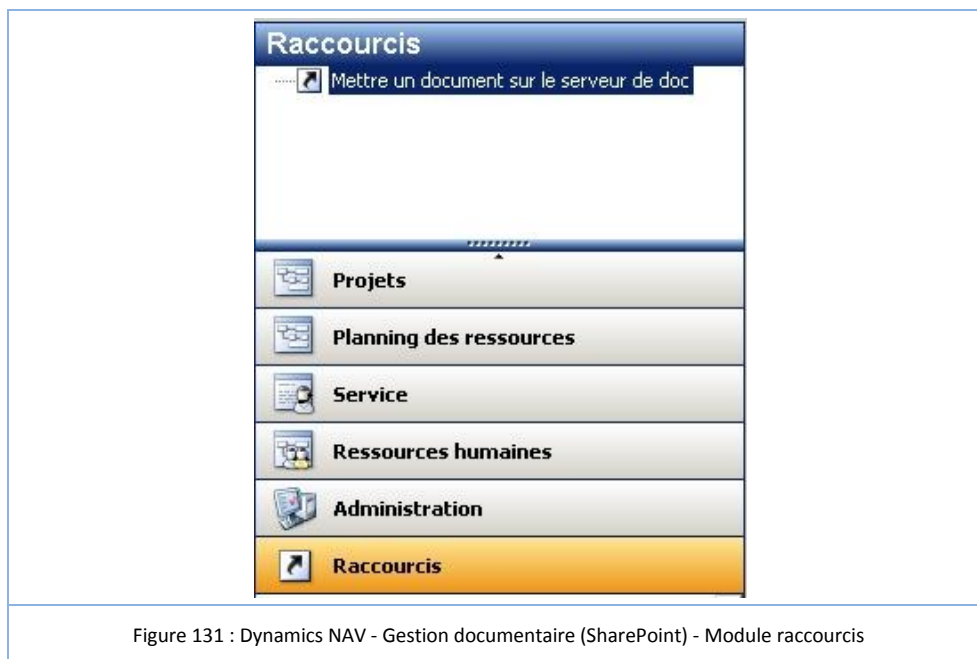 Raccourcis
Mettre un document sur le serveur de doc
Projets
Planning des ressources
Service
Ressources humaines
Administration
Raccourcis
Figure 131 : Dynamics NAV - Gestion documentaire (SharePoint) - Module raccourcis